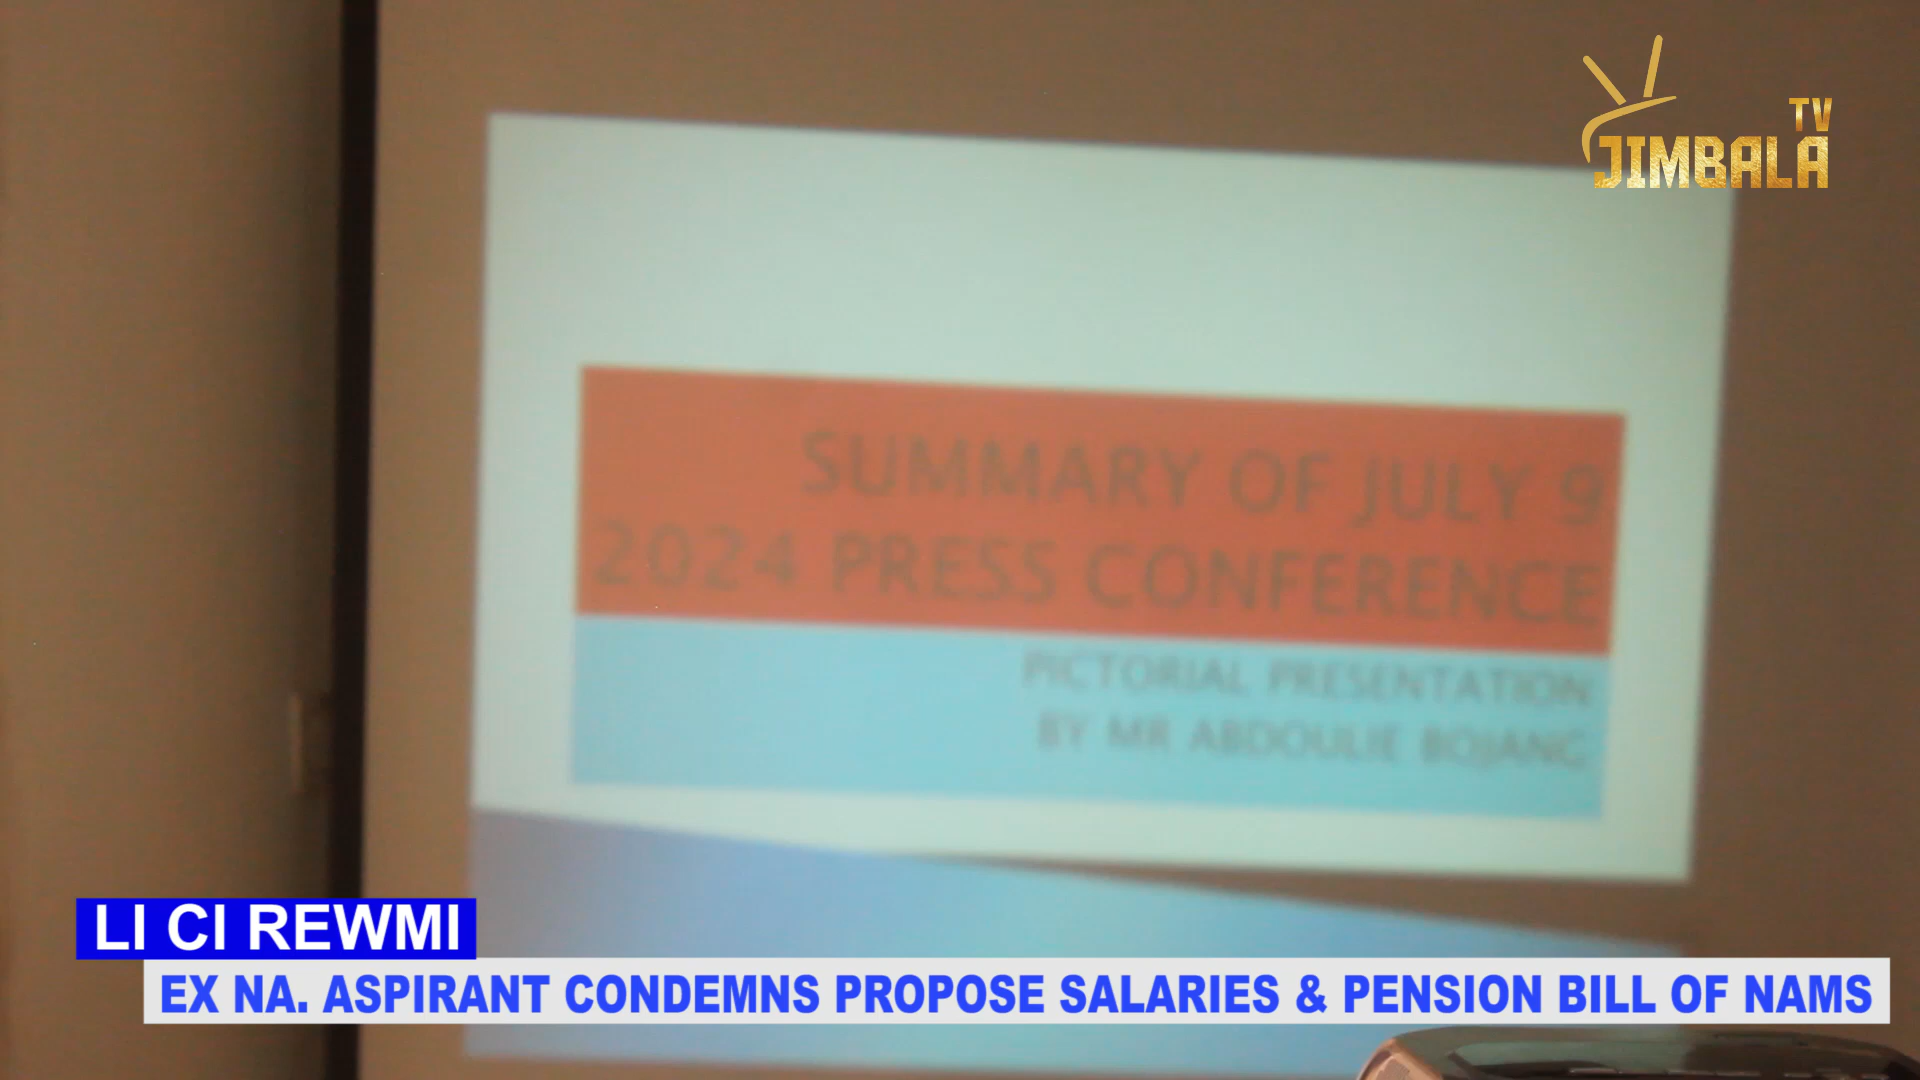 TV
JIMBALA
SUMMARY OF JULY 9
2024 PRESS CONFERENCE
PICTORIAL PRESENTATION
BY MR ABDOULIE BOJANG
LI CI REWMI
EX NA. ASPIRANT CONDEMNS PROPOSE SALARIES & PENSION BILL OF NAMS